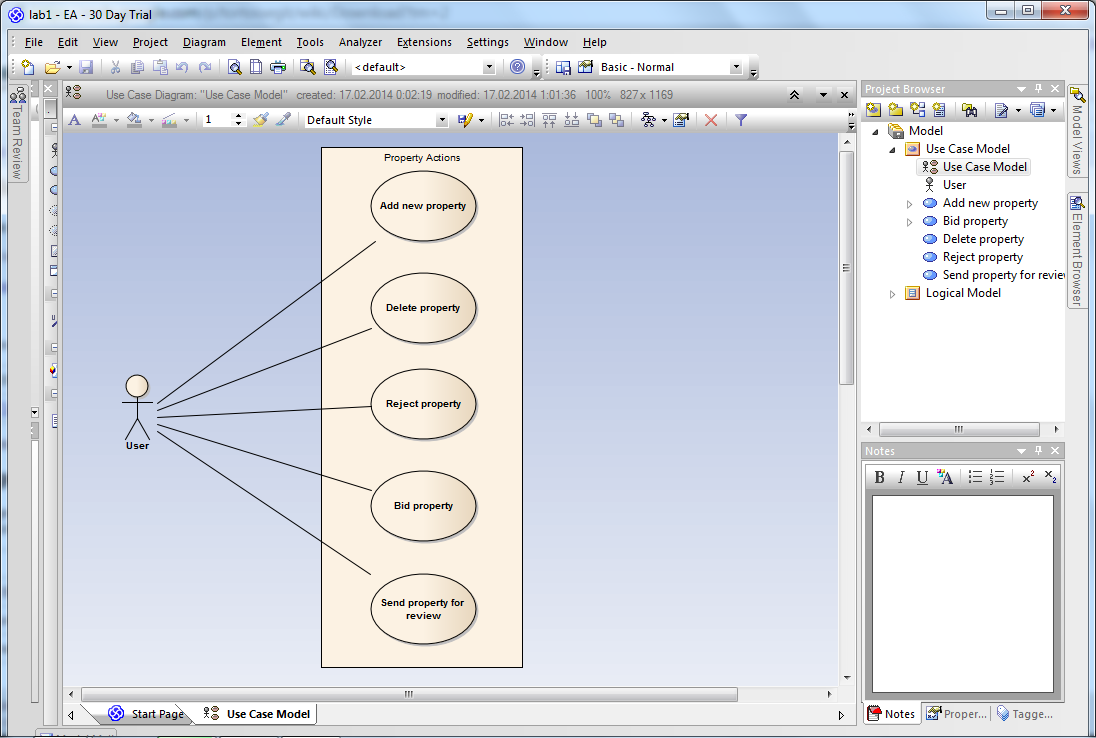 lab1 - EA - 30 Day Trial
File Edit View Project Diagram Element Tools Analyzer Extensions Settings Window Help
<default> Basic - Normal
Use Case Diagram: "Use Case Model" created: 17.02.2014 0:02:19 modified: 17.02.2014 1:01:36 100% 827 x 1169
1 Default Style
Team Review
Property Actions
Add new property
Delete property
Reject property
Bid property
Send property for
review
User
Start Page
Use Case Model
Project Browser
Model
Use Case Model
Use Case Model
User
Add new property
Bid property
Delete property
Reject property
Send property for revie
Logical Model
Model Views
Element Browser
Notes
B I U A x² x₂
Notes Proper... Tagge...